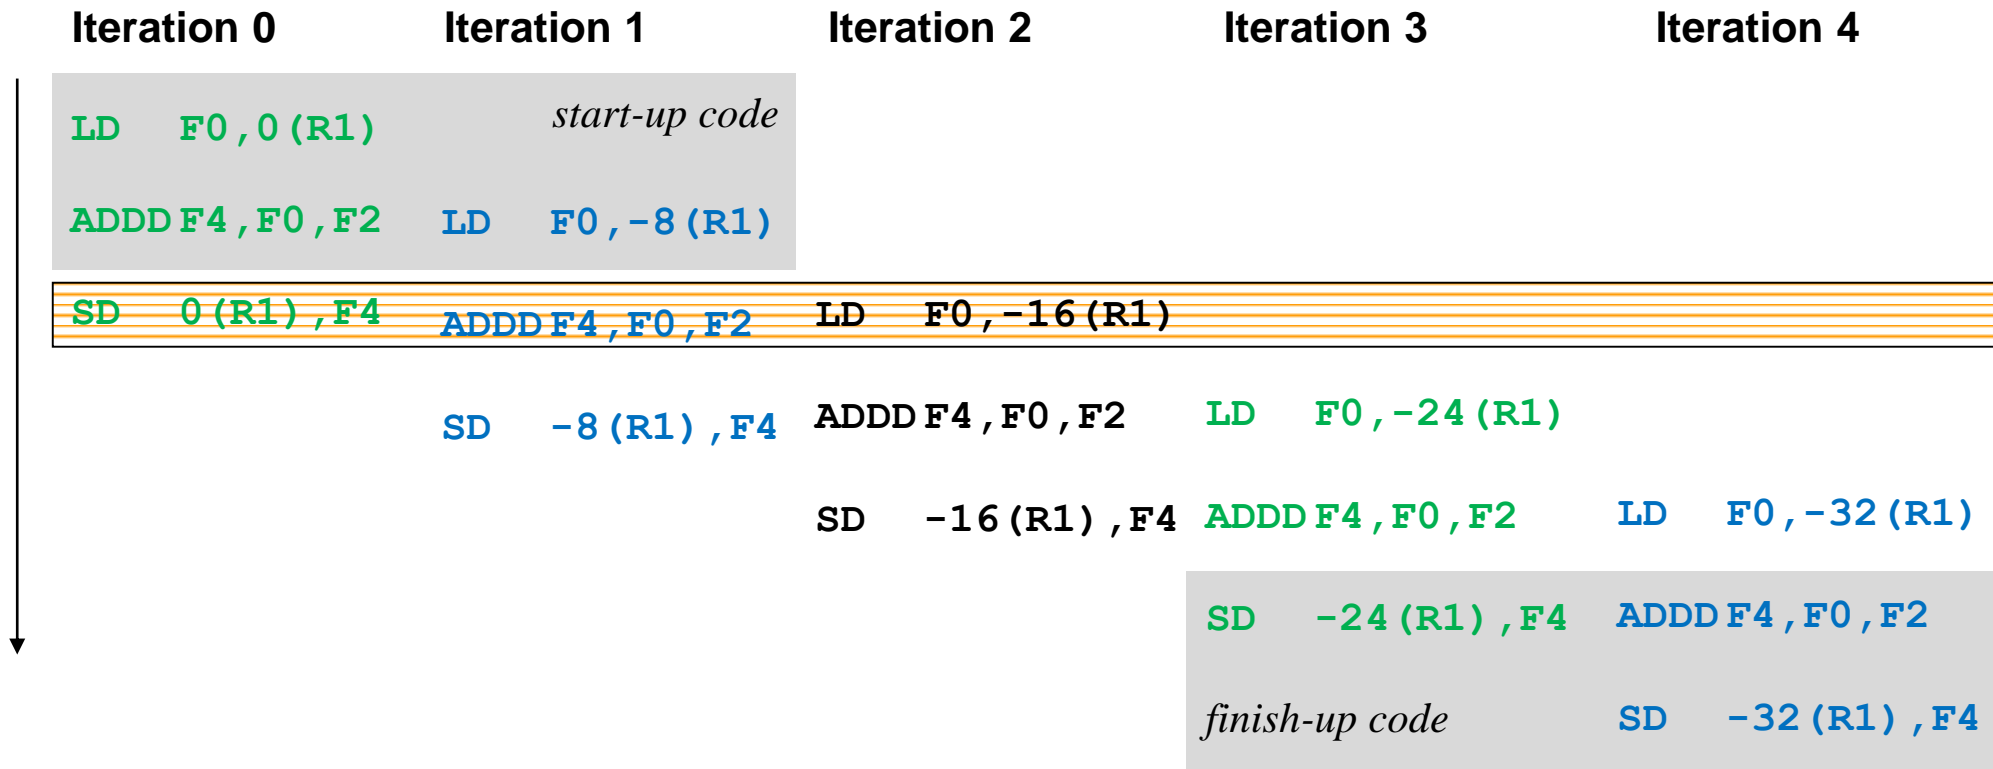 Iteration 0 Iteration 1 Iteration 2 Iteration 3 Iteration 4
start-up code
LD F0,0(R1)
ADDD F4,F0,F2 LD F0,-8(R1)
SD 0(R1),F4 ADDD F4,F0,F2 LD F0,-16(R1)
SD -8(R1),F4 ADDD F4,F0,F2 LD F0,-24(R1)
SD -16(R1),F4 ADDD F4,F0,F2 LD F0,-32(R1)
SD -24(R1),F4 ADDD F4,F0,F2
finish-up code SD -32(R1),F4